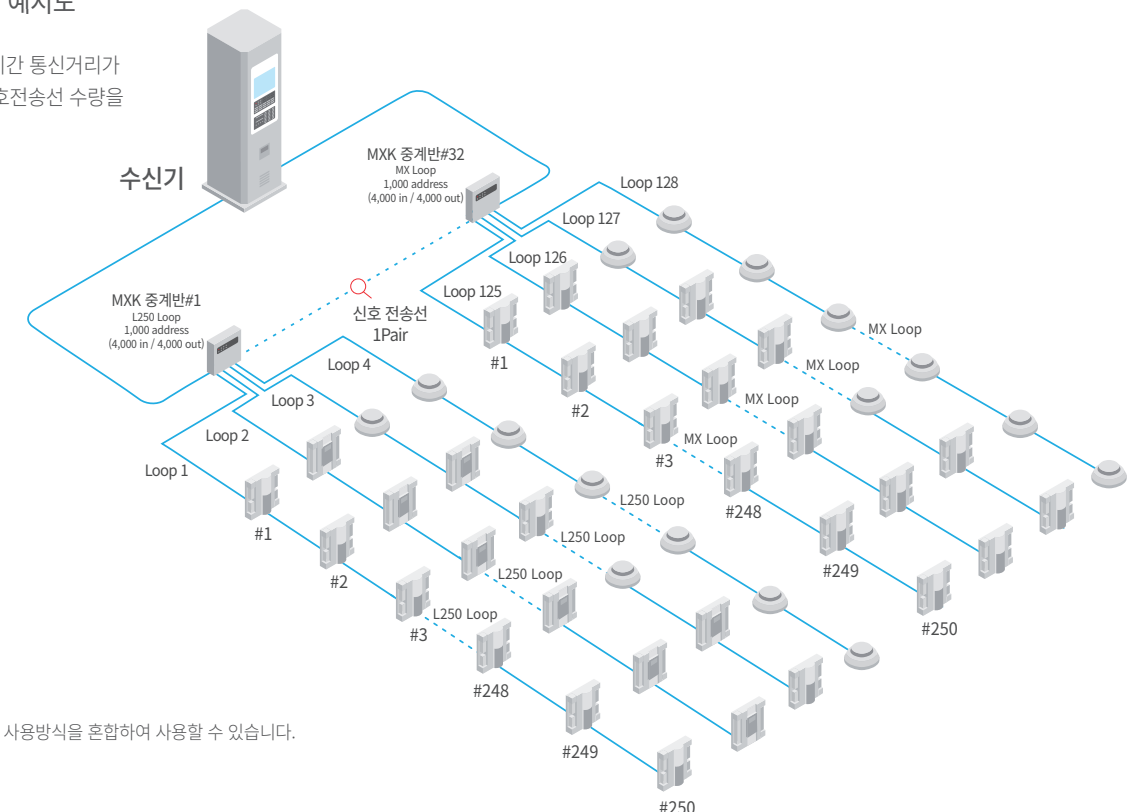 예시도
기간 통신거리가
호전송선 수량을
수신기
MXK 중계반#32
MX Loop
1,000 address
(4,000 in / 4,000 out)
Loop 128
Loop 127
Loop 126
Loop 125
MXK 중계반#1
L250 Loop
1,000 address
(4,000 in / 4,000 out)
신호 전송선
1Pair
Loop 4
Loop 3
Loop 2
Loop 1
MX Loop
MX Loop
MX Loop
MX Loop
#1
#2
#3
#248
#249
#250
L250 Loop
L250 Loop
L250 Loop
L250 Loop
#1
#2
#3
#248
#249
#250
사용방식을 혼합하여 사용할 수 있습니다.